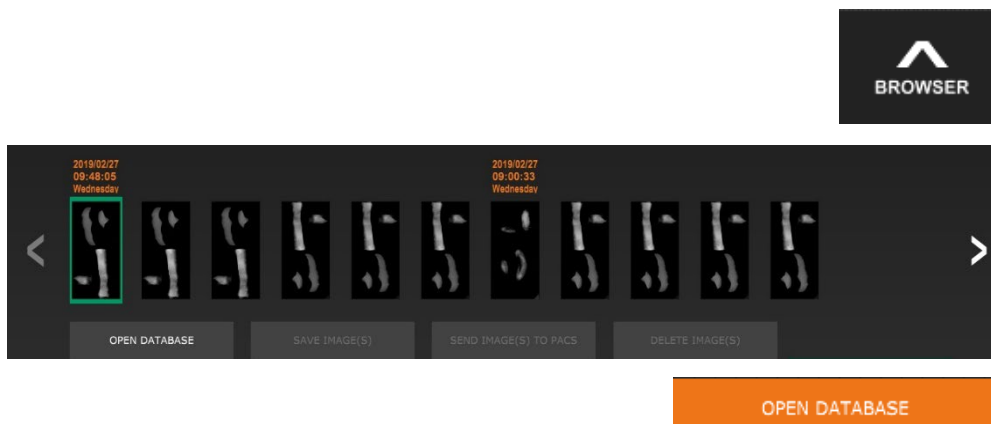 BROWSER
2019/02/27
09:48:05
Wednesday
2019/02/27
09:00:33
Wednesday
OPEN DATABASE
SAVE IMAGE(S)
SEND IMAGE(S) TO PACS
DELETE IMAGE(S)
OPEN DATABASE